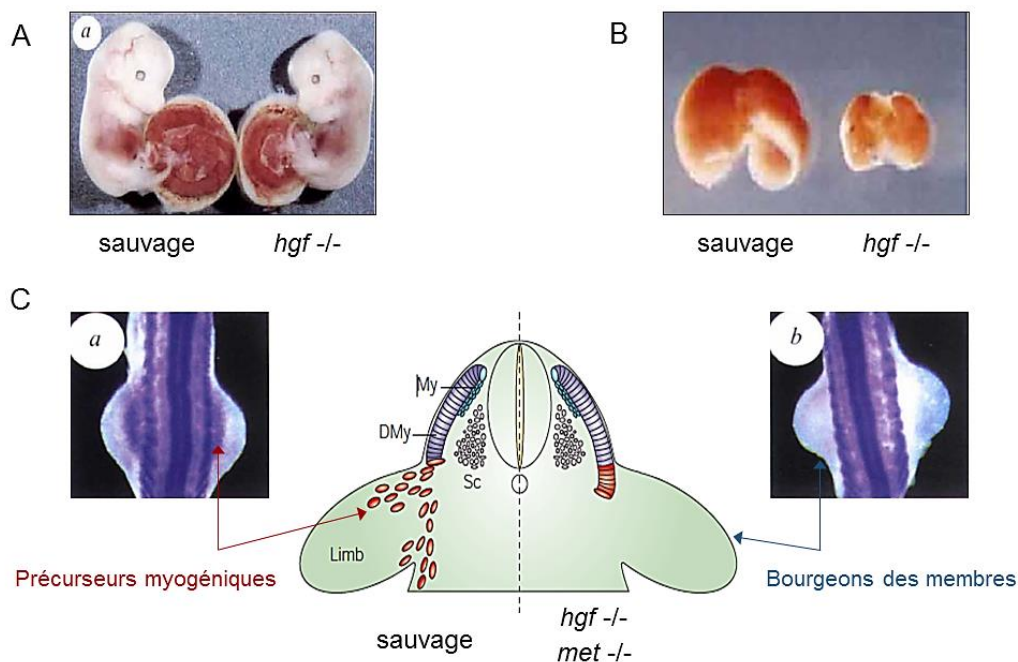 A
a
sauvage
hgf -/-
B
sauvage
hgf -/-
C
a
My
DMy
Sc
Limb
b
Précurseurs myogéniques
Bourgeons des membres
sauvage
hgf -/-
met -/-